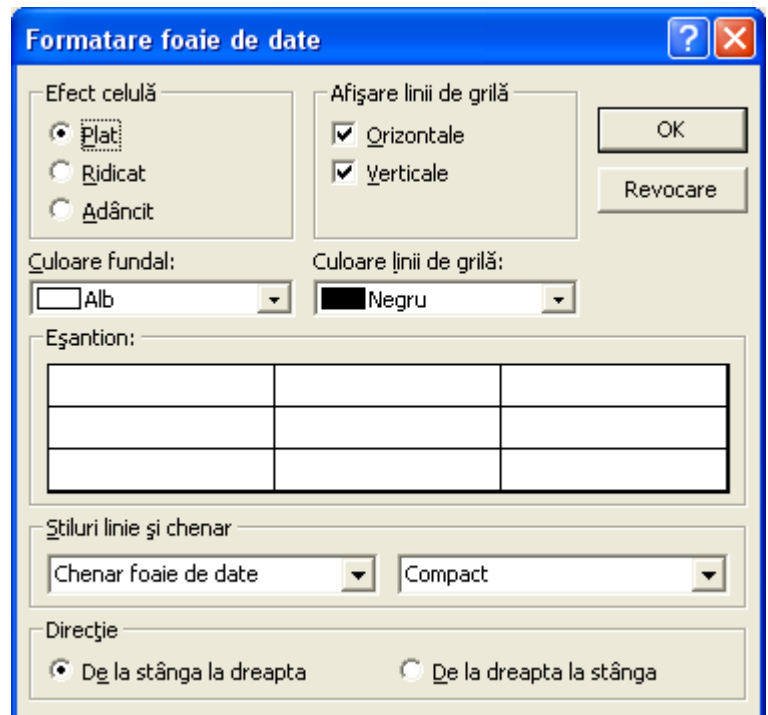 Formatare foaie de date
Efect celulă
Plat
Ridicat
Adâncit
Afişare linii de grilă
Orizontale
Verticale
OK
Revocare
Culoare fundal:
Alb
Culoare linii de grilă:
Negru
Eşantion:
Stiluri linie şi chenar
Chenar foaie de date
Compact
Direcţie
De la stânga la dreapta
De la dreapta la stânga